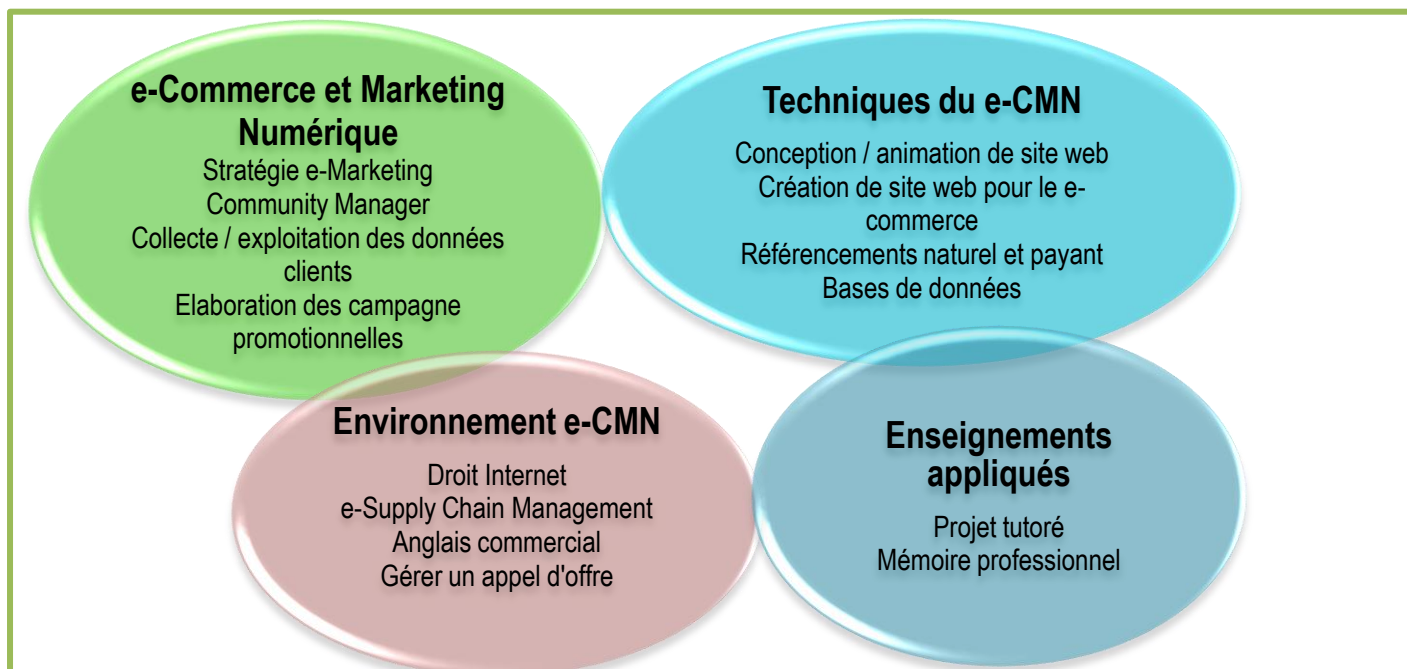 e-Commerce et Marketing
Numérique
Stratégie e-Marketing
Community Manager
Collecte / exploitation des données
clients
Elaboration des campagne
promotionnelles
Techniques du e-CMN
Conception / animation de site web
Création de site web pour le e-
commerce
Référencements naturel et payant
Bases de données
Environnement e-CMN
Droit Internet
e-Supply Chain Management
Anglais commercial
Gérer un appel d'offre
Enseignements
appliqués
Projet tutoré
Mémoire professionnel